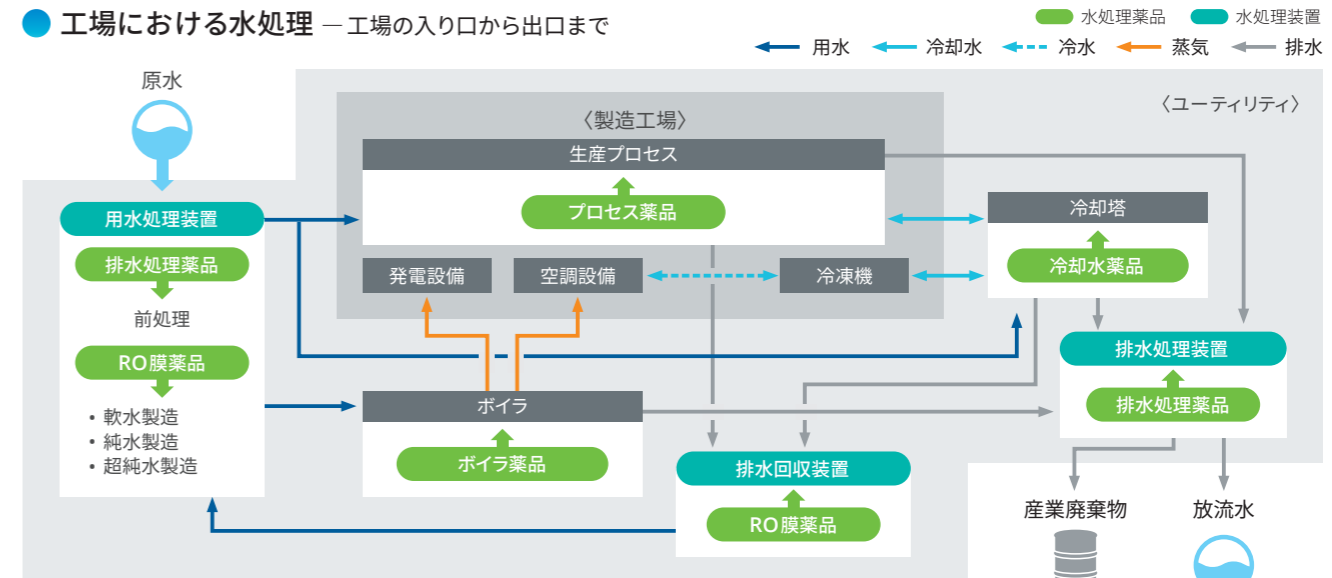 工場における水処理 ― 工場の入り口から出口まで
水処理薬品 水処理装置
用水 冷却水 冷水 蒸気 排水
原水
〈ユーティリティ〉
〈製造工場〉
生産プロセス
プロセス薬品
用水処理装置
排水処理薬品
前処理
RO膜薬品
・軟水製造
・純水製造
・超純水製造
発電設備
空調設備
冷凍機
冷却塔
冷却水薬品
ボイラ
ボイラ薬品
排水処理装置
排水処理薬品
排水回収装置
RO膜薬品
産業廃棄物
放流水